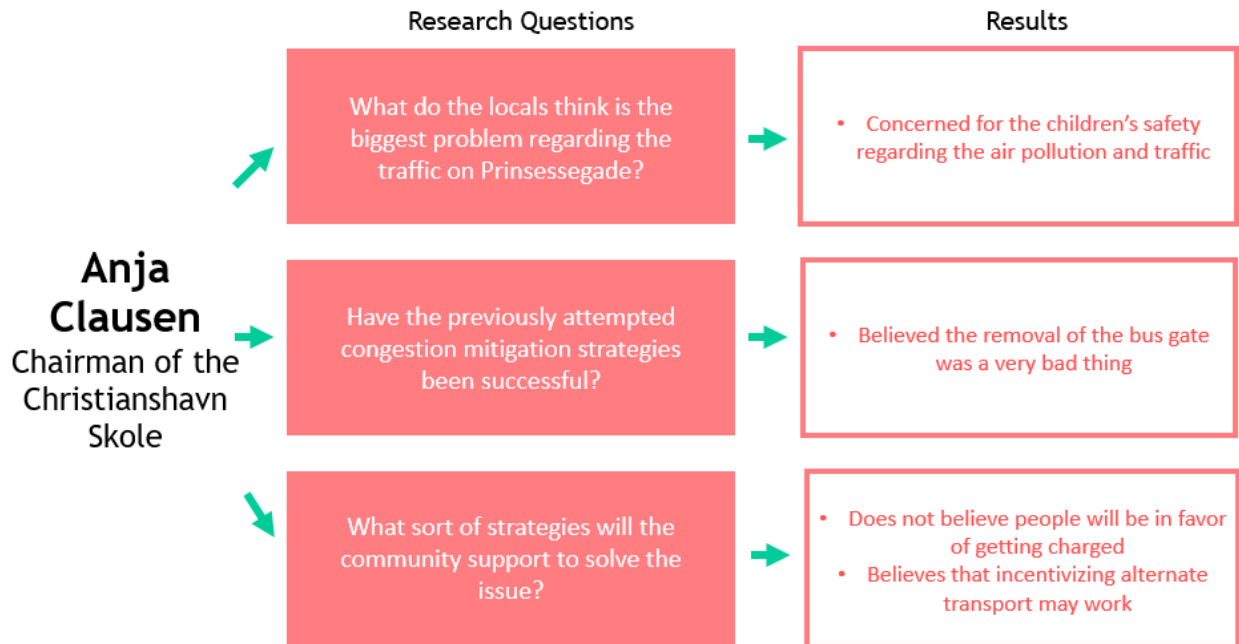 Research Questions
Results
Anja
Clausen
Chairman of the
Christianshavn
Skole
What do the locals think is the
biggest problem regarding the
traffic on Prinsessegade?
• Concerned for the children's safety
regarding the air pollution and traffic
Have the previously attempted
congestion mitigation strategies
been successful?
• Believed the removal of the bus gate
was a very bad thing
What sort of strategies will the
community support to solve the
issue?
• Does not believe people will be in favor
of getting charged
• Believes that incentivizing alternate
transport may work